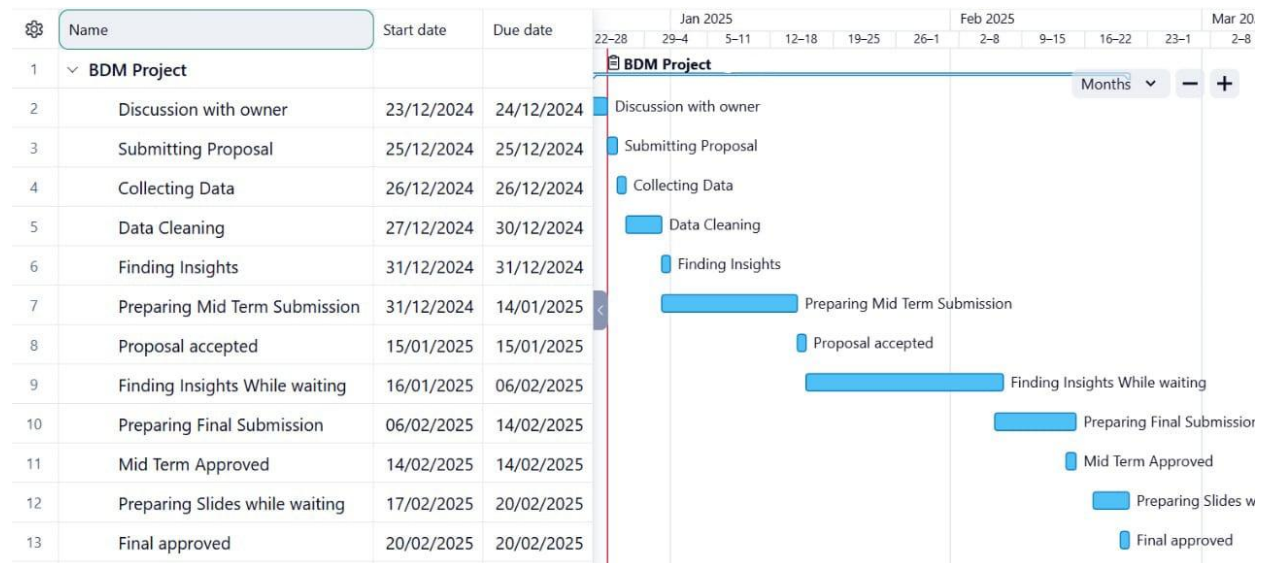 Name Start date Due date Jan 2025 Feb 2025 Mar 20
22–28 29–4 5–11 12–18 19–25 26–1 2–8 9–15 16–22 23–1 2–8
1 BDM Project BDM Project
Months
2 Discussion with owner 23/12/2024 24/12/2024 Discussion with owner
3 Submitting Proposal 25/12/2024 25/12/2024 Submitting Proposal
4 Collecting Data 26/12/2024 26/12/2024 Collecting Data
5 Data Cleaning 27/12/2024 30/12/2024 Data Cleaning
6 Finding Insights 31/12/2024 31/12/2024 Finding Insights
7 Preparing Mid Term Submission 31/12/2024 14/01/2025 Preparing Mid Term Submission
8 Proposal accepted 15/01/2025 15/01/2025 Proposal accepted
9 Finding Insights While waiting 16/01/2025 06/02/2025 Finding Insights While waiting
10 Preparing Final Submission 06/02/2025 14/02/2025 Preparing Final Submission
11 Mid Term Approved 14/02/2025 14/02/2025 Mid Term Approved
12 Preparing Slides while waiting 17/02/2025 20/02/2025 Preparing Slides w
13 Final approved 20/02/2025 20/02/2025 Final approved